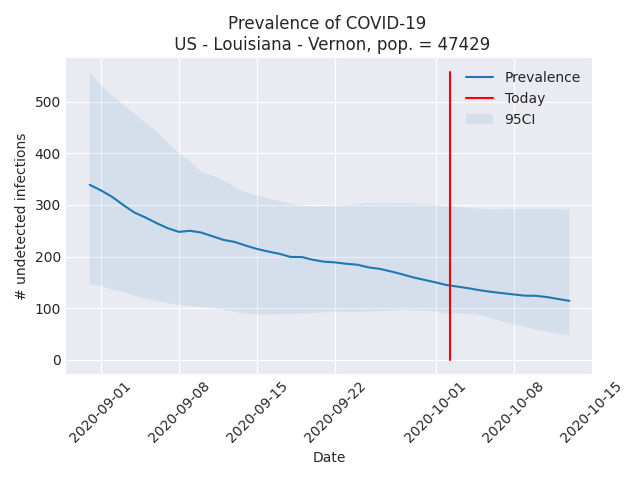 Prevalence of COVID-19
US - Louisiana - Vernon, pop. = 47429
Prevalence
Today
95CI
# undetected infections
500
400
300
200
100
0
2020-09-01
2020-09-08
2020-09-15
2020-09-22
2020-10-01
2020-10-08
2020-10-15
Date